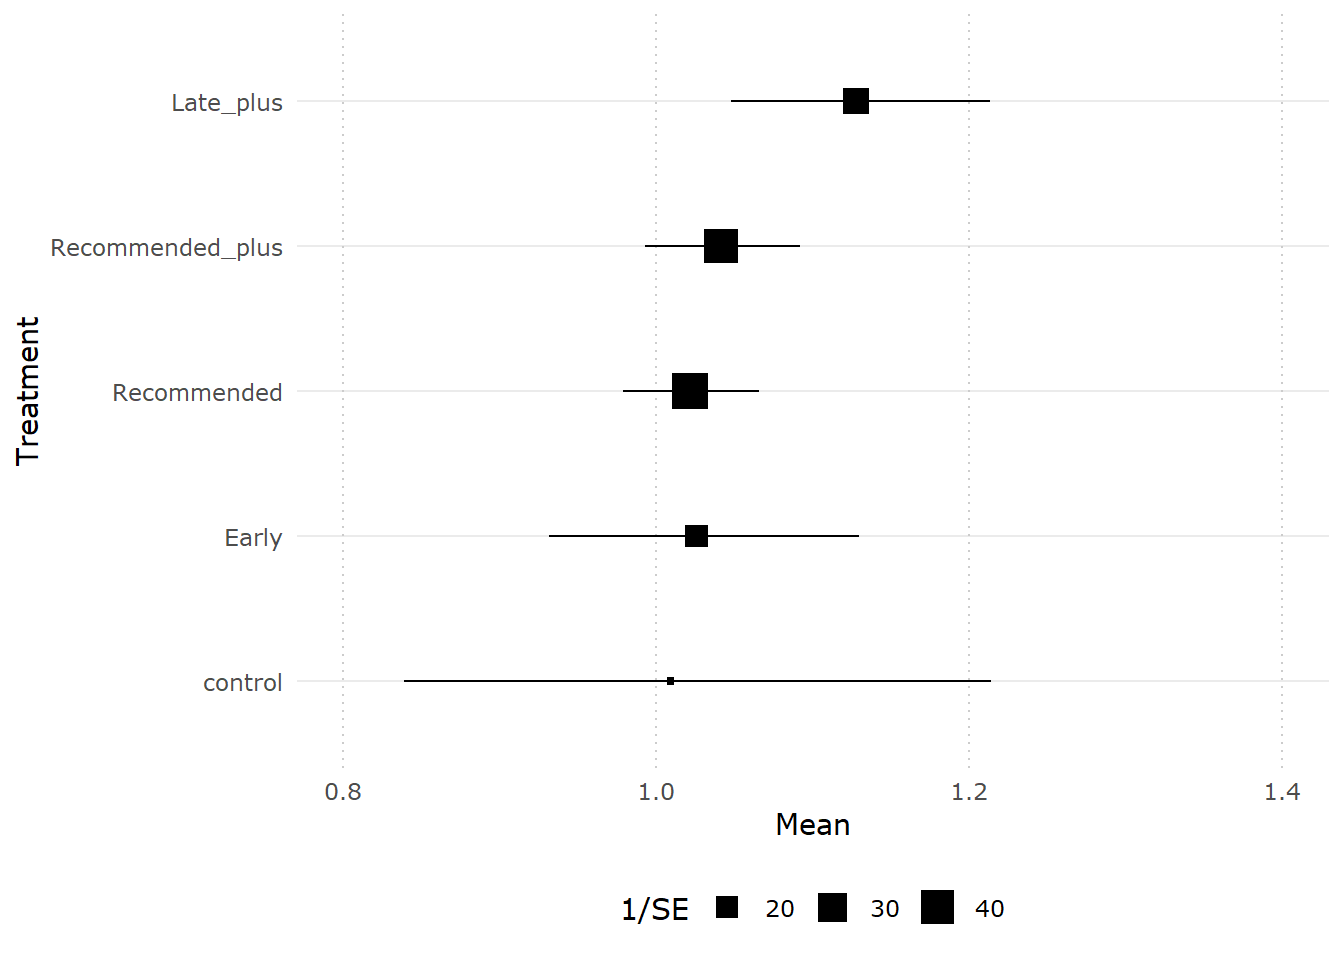 Late_plus
Recommended_plus
Recommended
Early
control
Treatment
0.8 1.0 1.2 1.4
Mean
1/SE 20 30 40